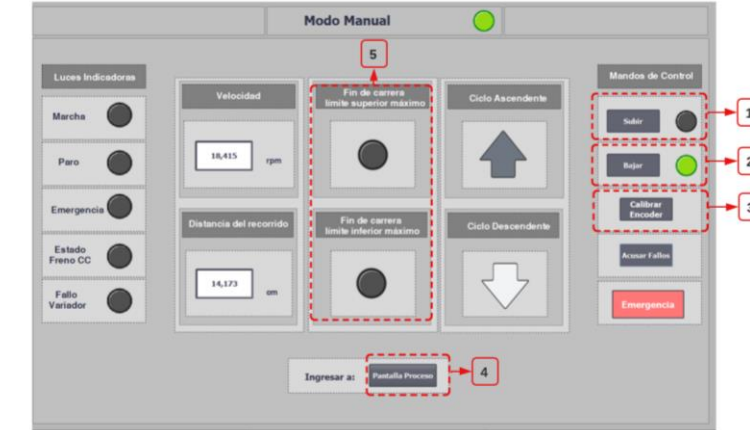 Modo Manual
5
Luces Indicadoras
Marcha
Paro
Emergencia
Estado
Freno CC
Fallo
Variador
Velocidad
18,415
rpm
Distancia del recorrido
14,173
cm
Fin de carrera
límite superior máximo
Fin de carrera
límite inferior máximo
Ciclo Ascendente
Ciclo Descendente
Mandos de Control
Subir
1
Bajar
2
Calibrar
Encoder
3
Acusar Fallos
Emergencia
Ingresar a:
Pantalla Proceso
4